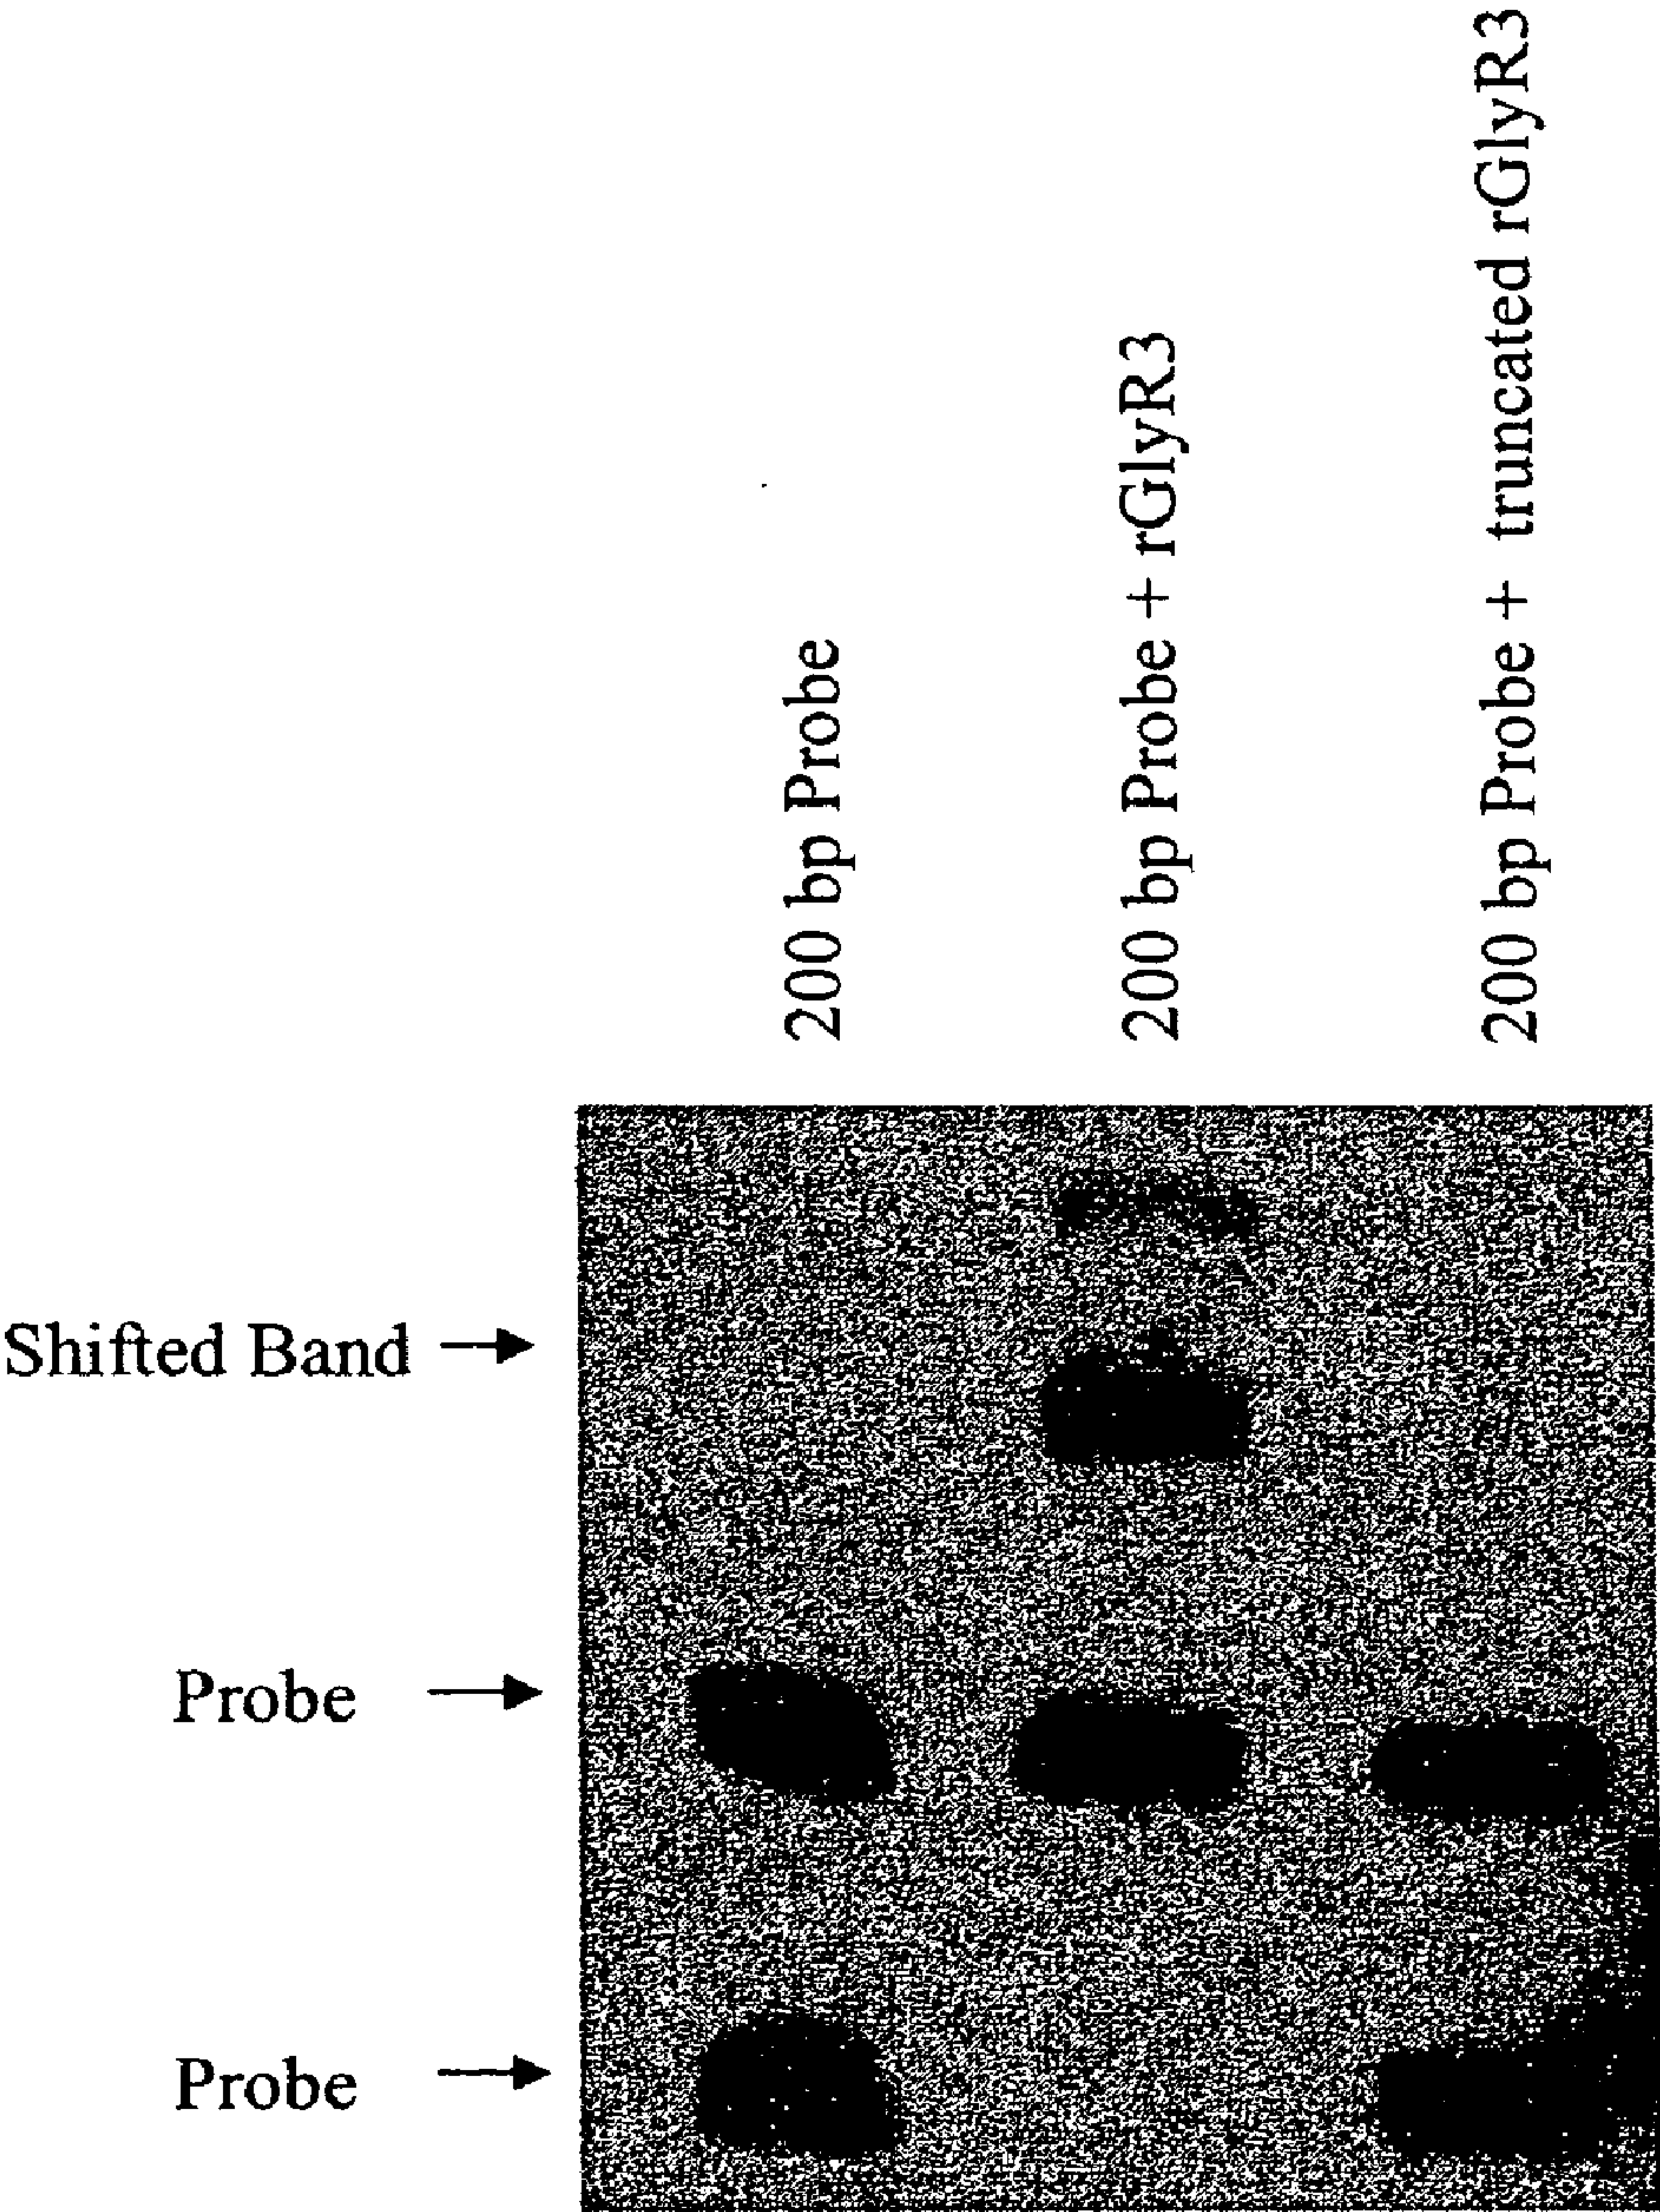 200 bp Probe
200 bp Probe + rGlyR3
200 bp Probe + truncated rGlyR3
Shifted Band
Probe
Probe